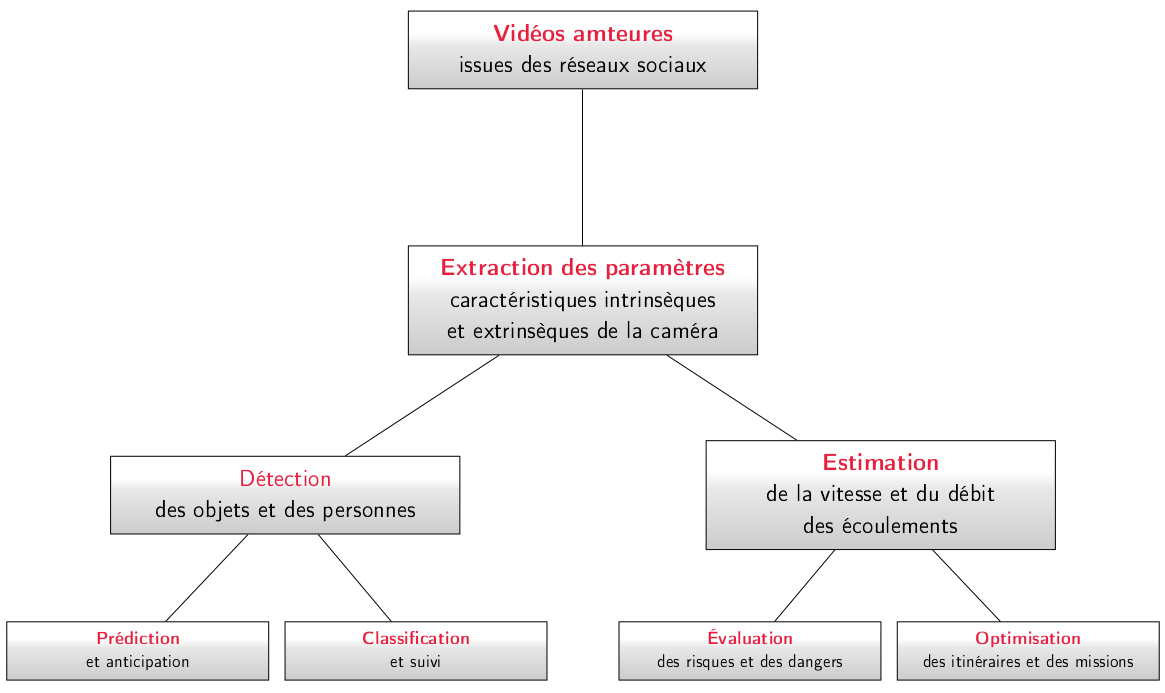 Vidéos amteures
issues des réseaux sociaux
Extraction des paramètres
caractéristiques intrinsèques
et extrinsèques de la caméra
Détection
des objets et des personnes
Estimation
de la vitesse et du débit
des écoulements
Prédiction
et anticipation
Classification
et suivi
Évaluation
des risques et des dangers
Optimisation
des itinéraires et des missions